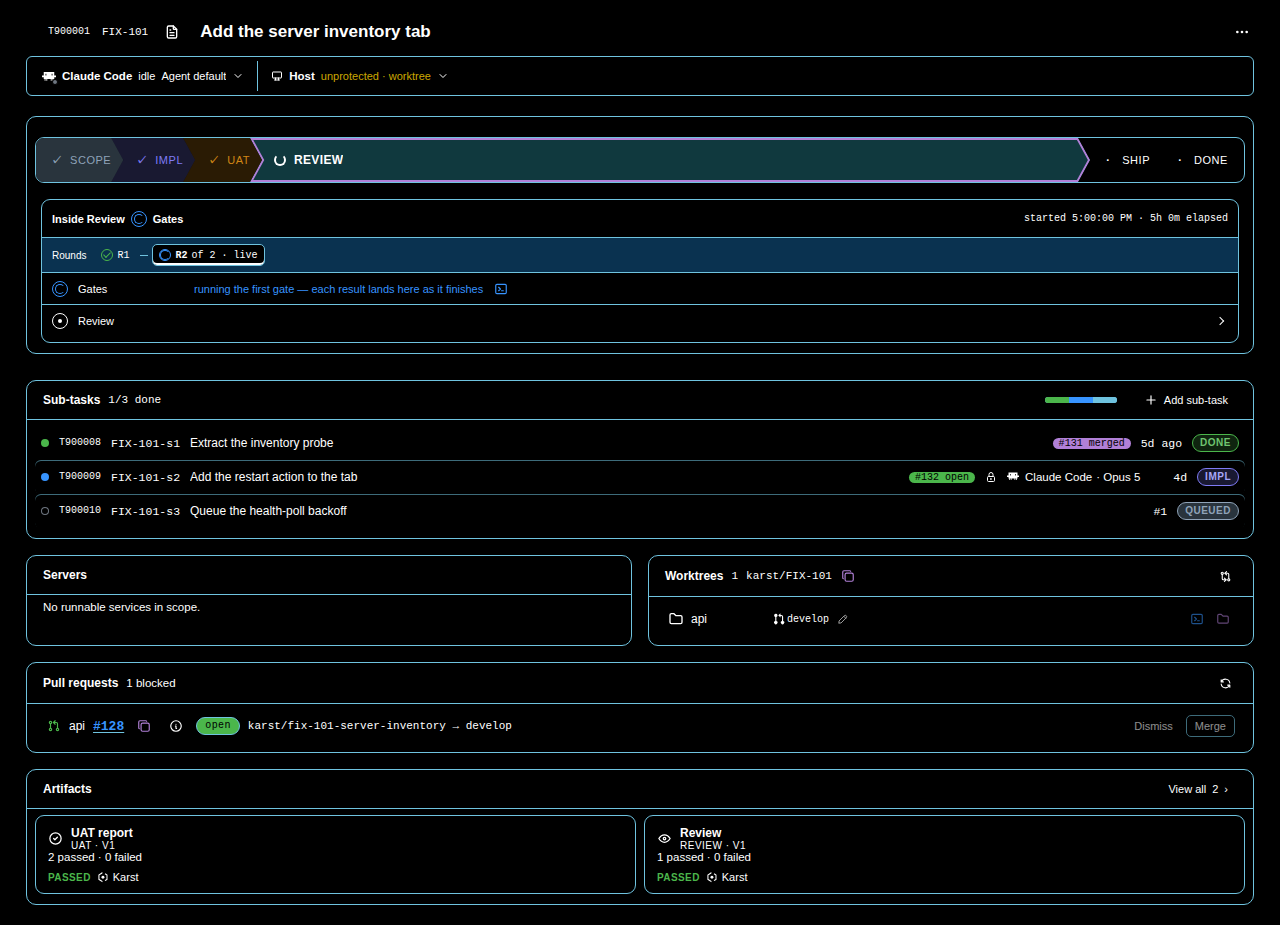 T900001 FIX-101 Add the server inventory tab
Claude Code idle Agent default Host unprotected · worktree
SCOPE IMPL UAT REVIEW · SHIP · DONE
Inside Review Gates started 5:00:00 PM · 5h 0m elapsed
Rounds R1 — R2 of 2 · live
Gates running the first gate — each result lands here as it finishes
Review
Sub-tasks 1/3 done Add sub-task
T900008 FIX-101-s1 Extract the inventory probe #131 merged 5d ago DONE
T900009 FIX-101-s2 Add the restart action to the tab #132 open Claude Code · Opus 5 4d IMPL
T900010 FIX-101-s3 Queue the health-poll backoff #1 QUEUED
Servers
No runnable services in scope.
Worktrees 1 karst/FIX-101
api develop
Pull requests 1 blocked
api #128 open karst/fix-101-server-inventory → develop Dismiss Merge
Artifacts View all 2 ›
UAT report
UAT · V1
2 passed · 0 failed
PASSED Karst
Review
REVIEW · V1
1 passed · 0 failed
PASSED Karst